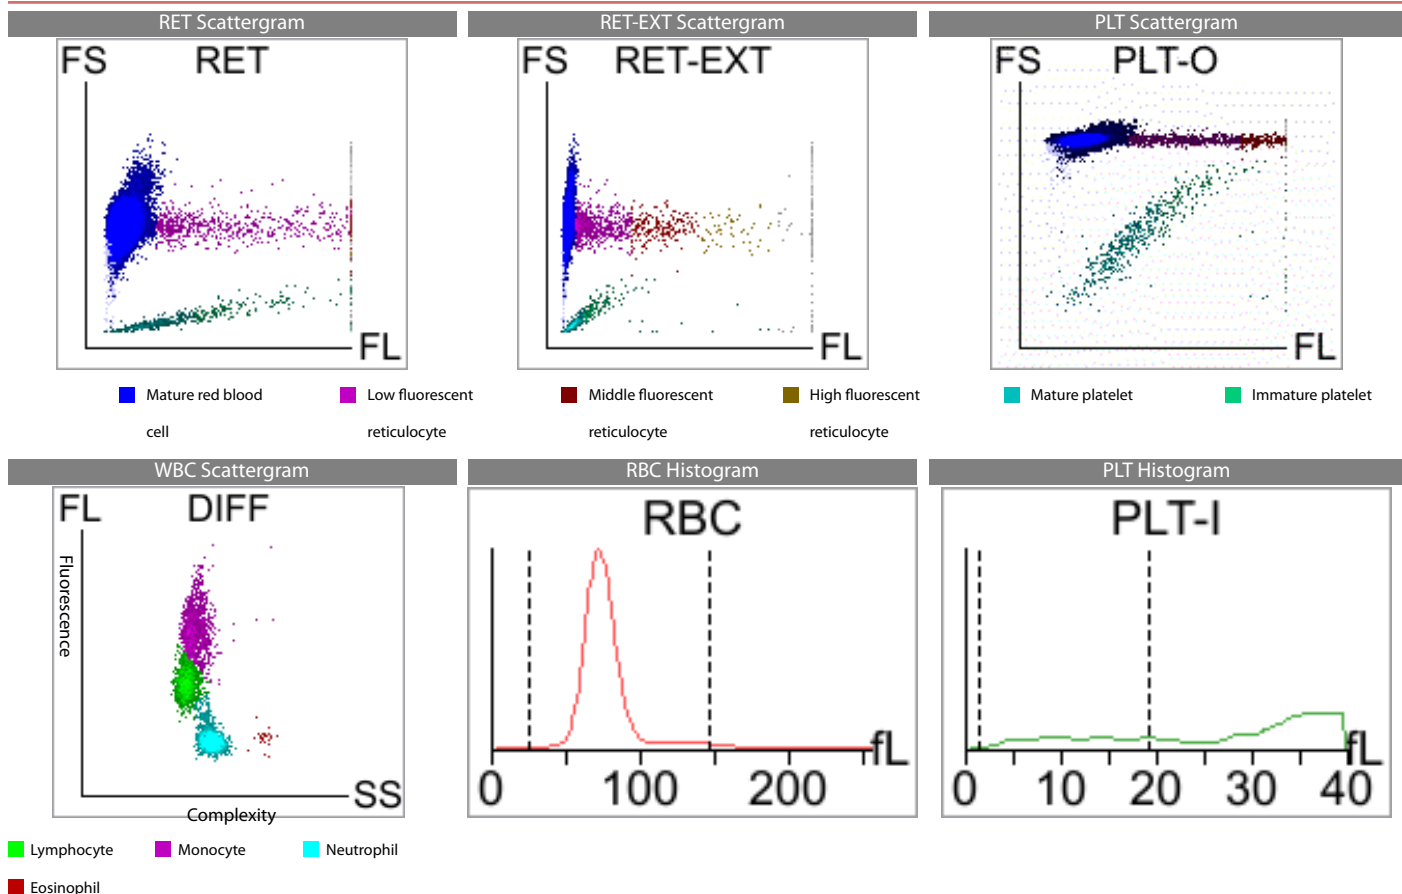 RET Scattergram
RET-EXT Scattergram
PLT Scattergram
FS RET
FL
FS RET-EXT
FL
FS PLT-O
FL
Mature red blood cell
Low fluorescent reticulocyte
Middle fluorescent reticulocyte
High fluorescent reticulocyte
Mature platelet
Immature platelet
WBC Scattergram
RBC Histogram
PLT Histogram
FL DIFF
Fluorescence
SS
Complexity
RBC
fL
0 100 200
PLT-I
fL
0 10 20 30 40
Lymphocyte
Monocyte
Neutrophil
Eosinophil